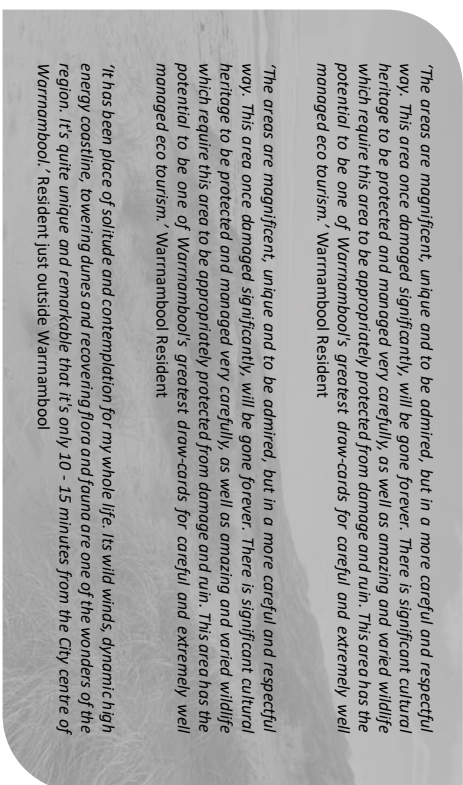 ‘The areas are magnificent, unique and to be admired, but in a more careful and respectful
way. This area once damaged significantly, will be gone forever. There is significant cultural
heritage to be protected and managed very carefully, as well as amazing and varied wildlife
which require this area to be appropriately protected from damage and ruin. This area has the
potential to be one of Warrnambool's greatest draw-cards for careful and extremely well
managed eco tourism.’ Warrnambool Resident
‘The areas are magnificent, unique and to be admired, but in a more careful and respectful
way. This area once damaged significantly, will be gone forever. There is significant cultural
heritage to be protected and managed very carefully, as well as amazing and varied wildlife
which require this area to be appropriately protected from damage and ruin. This area has the
potential to be one of Warrnambool's greatest draw-cards for careful and extremely well
managed eco tourism.’ Warrnambool Resident
‘It has been place of solitude and contemplation for my whole life. Its wild winds, dynamic high
energy coastline, towering dunes and recovering flora and fauna are one of the wonders of the
region. It's quite unique and remarkable that it's only 10 - 15 minutes from the City centre of
Warrnambool.’ Resident just outside Warrnambool